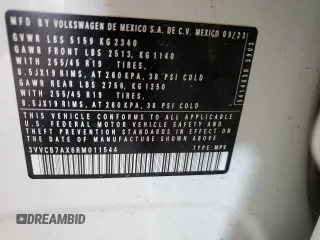 MFD BY VOLKSWAGEN DE MEXICO S.A. DE C.V. MEXICO 09/23
GVWR LBS 5159 KG 2340
GAWR FRONT LBS 2513, KG 1140
WITH 255/45 R19 TIRES,
8.5JX19 RIMS, AT 260 KPA, 38 PSI COLD
GAWR REAR LBS 2756, KG1250
WITH 255/45 R19 TIRES,
8.5JX19 RIMS, AT 260 KPA, 38 PSI COLD
THIS VEHICLE CONFORMS TO ALL APPLICABLE
FEDERAL MOTOR VEHICLE SAFETY, BUMPER AND
THEFT PREVENTION STANDARDS IN EFFECT ON THE
DATE OF MANUFACTURE SHOWN ABOVE
3VVCB7AX6RM011544 TYPE: MPV
DREAMBID